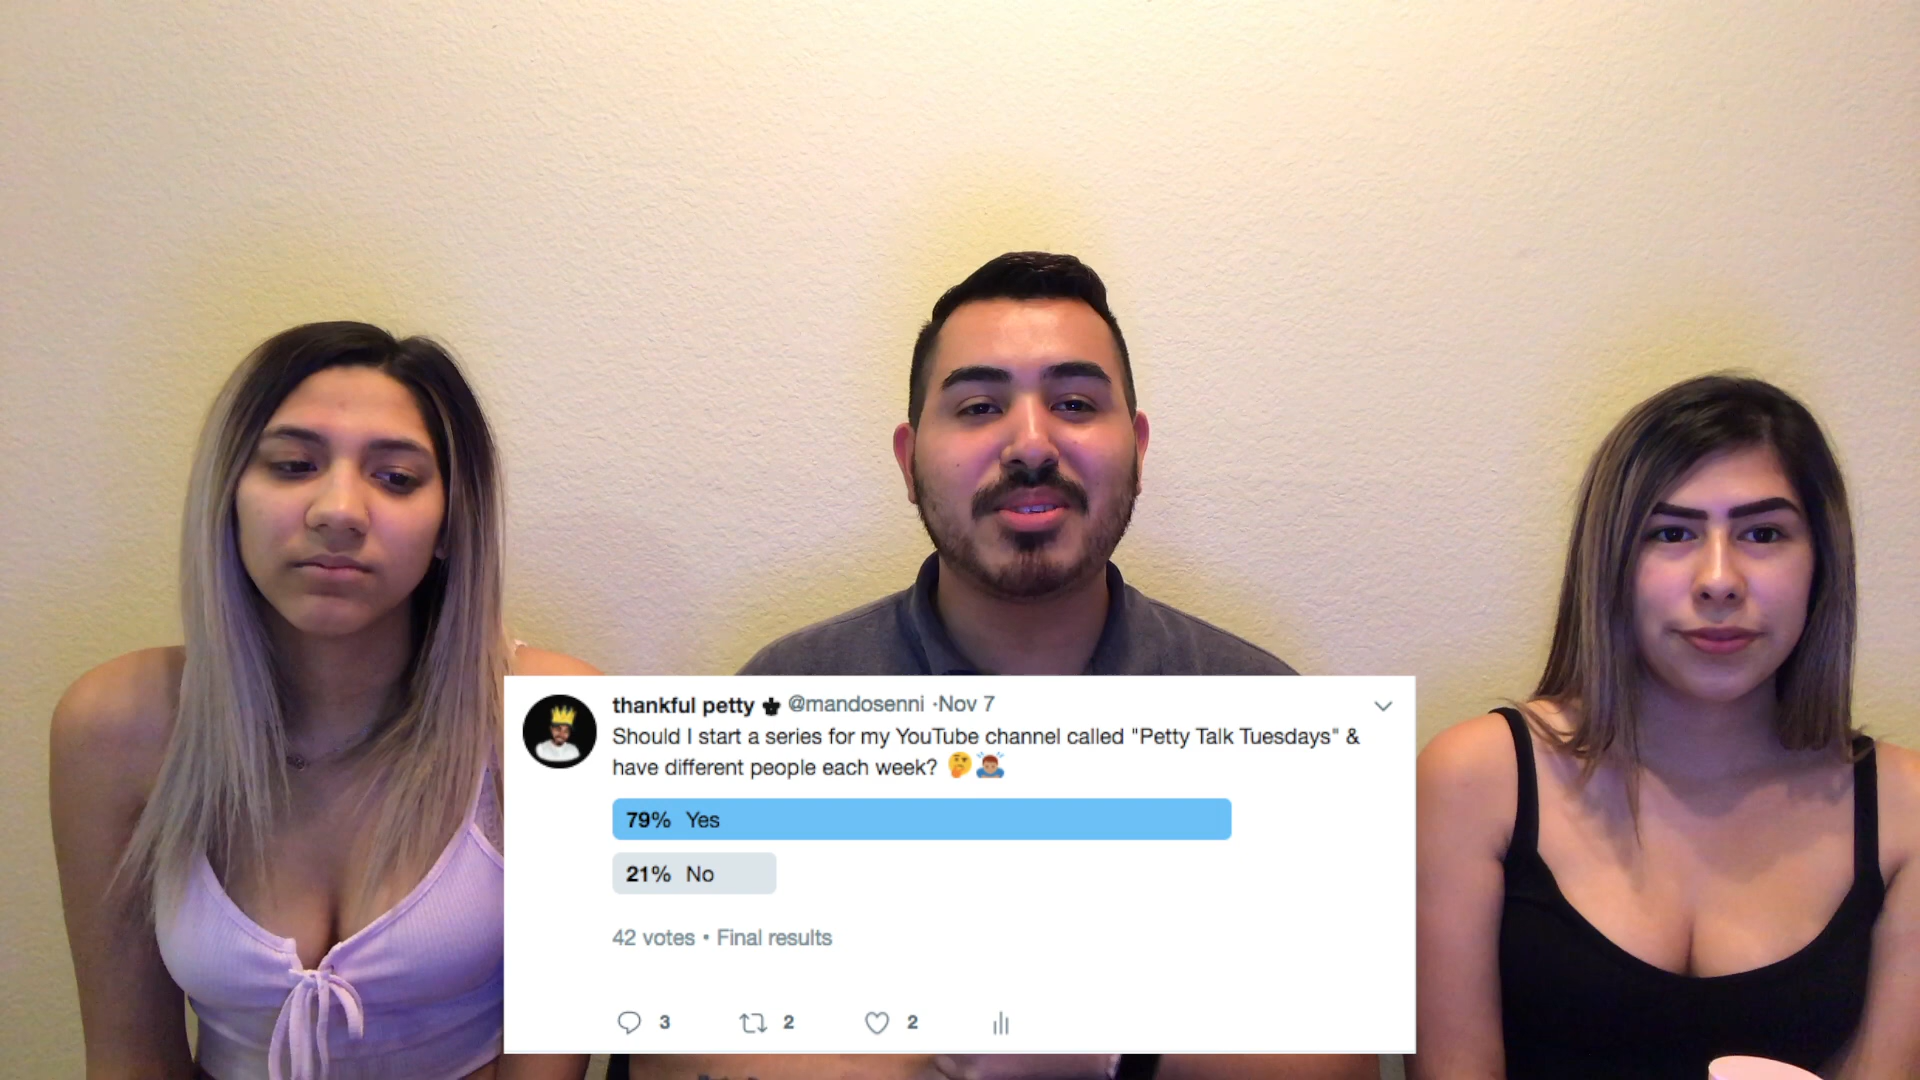 thankful petty @mandosenni ·Nov 7
Should I start a series for my YouTube channel called "Petty Talk Tuesdays" &
have different people each week? 🤔🙇🏽‍♂️
79% Yes
21% No
42 votes • Final results
3 2 2